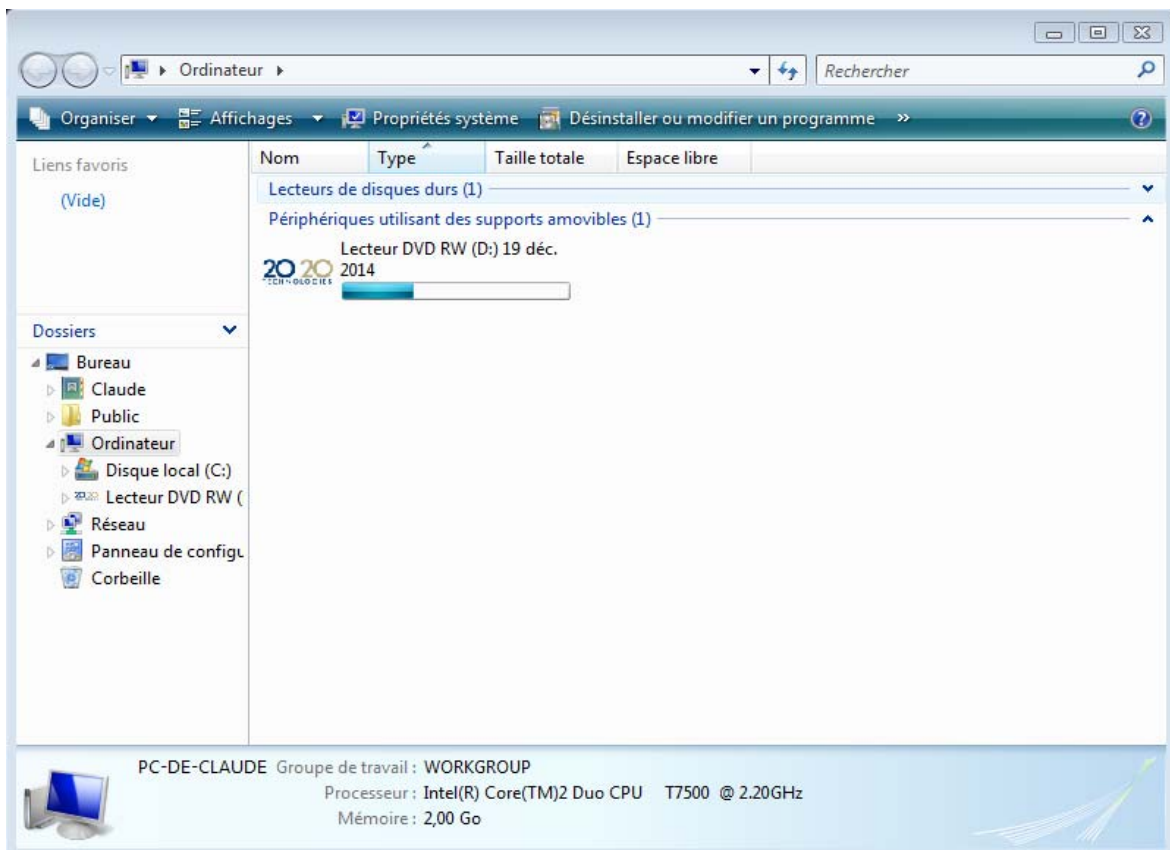 Ordinateur
Rechercher
Organiser Affichages Propriétés système Désinstaller ou modifier un programme »
Liens favoris
(Vide)
Nom Type Taille totale Espace libre
Lecteurs de disques durs (1)
Périphériques utilisant des supports amovibles (1)
20 20
TECHNOLOGIES
Lecteur DVD RW (D:) 19 déc.
2014
Dossiers
Bureau
Claude
Public
Ordinateur
Disque local (C:)
Lecteur DVD RW (
Réseau
Panneau de configu
Corbeille
PC-DE-CLAUDE Groupe de travail : WORKGROUP
Processeur : Intel(R) Core(TM)2 Duo CPU T7500 @ 2.20GHz
Mémoire : 2,00 Go